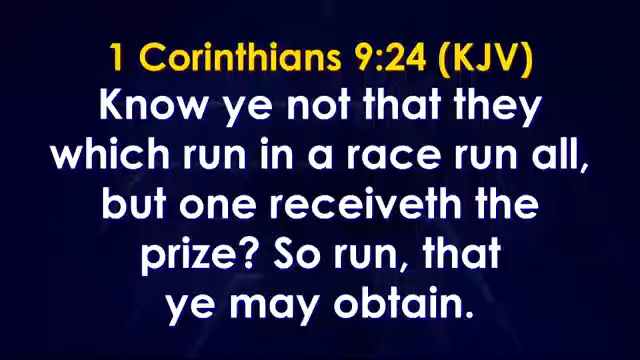 1 Corinthians 9:24 (KJV)
Know ye not that they
which run in a race run all,
but one receiveth the
prize? So run, that
ye may obtain.